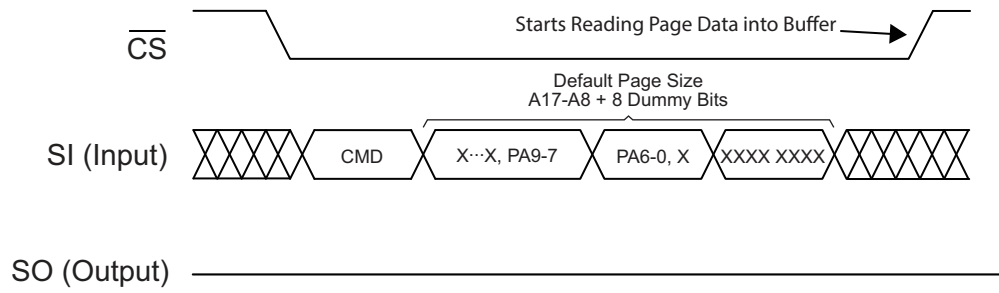 Starts Reading Page Data into Buffer
CS
Default Page Size
A17-A8 + 8 Dummy Bits
SI (Input)
CMD
X···X, PA9-7
PA6-0, X
XXXX XXXX
SO (Output)